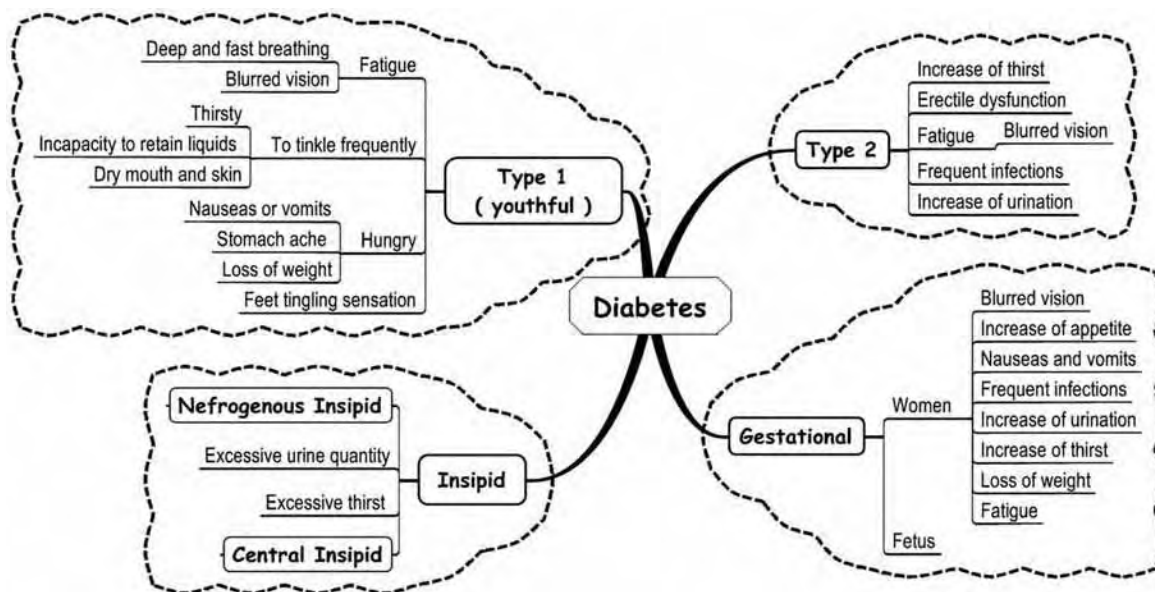 Deep and fast breathing
Blurred vision
Fatigue
Thirsty
Incapacity to retain liquids
Dry mouth and skin
To tinkle frequently
Nauseas or vomits
Stomach ache
Loss of weight
Hungry
Feet tingling sensation
Type 1
( youthful )
Diabetes
Type 2
Increase of thirst
Erectile dysfunction
Fatigue
Blurred vision
Frequent infections
Increase of urination
Nefrogenous Insipid
Excessive urine quantity
Excessive thirst
Central Insipid
Insipid
Gestational
Women
Blurred vision
Increase of appetite
Nauseas and vomits
Frequent infections
Increase of urination
Increase of thirst
Loss of weight
Fatigue
Fetus